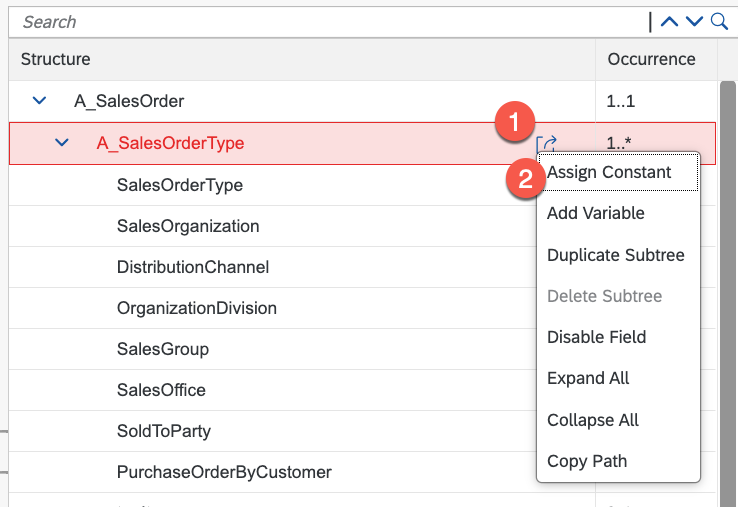 Search
Structure Occurrence
A_SalesOrder 1..1
1
A_SalesOrderType 1..*
2 Assign Constant
SalesOrderType
Add Variable
SalesOrganization
Duplicate Subtree
DistributionChannel
Delete Subtree
OrganizationDivision
Disable Field
SalesGroup
Expand All
SalesOffice
Collapse All
SoldToParty
Copy Path
PurchaseOrderByCustomer